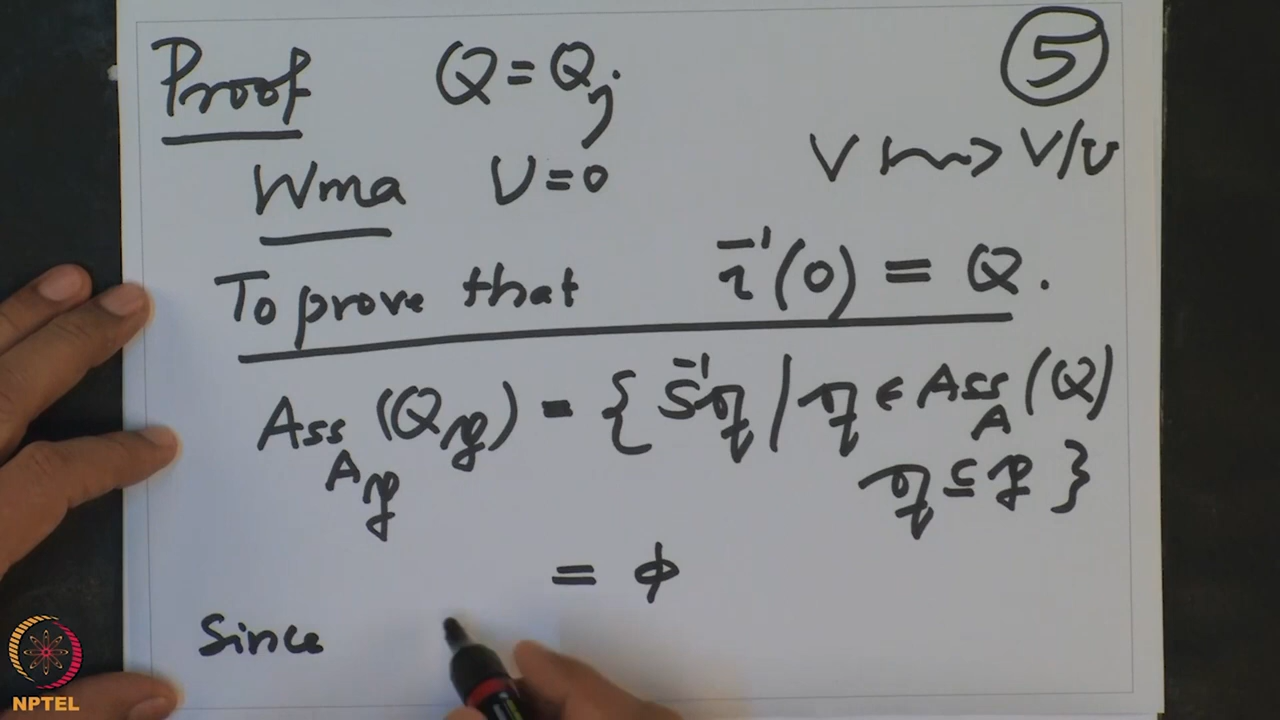 Proof Q = Q_j ⑤
Wma U = 0 V ⇝ V/U
To prove that i⁻¹(0) = Q.
Ass_{A_𝔭}(Q_𝔭) = { S⁻¹𝔮 | 𝔮 ∈ Ass_A(Q)
𝔮 ⊆ 𝔭 }
= ϕ
Since
NPTEL